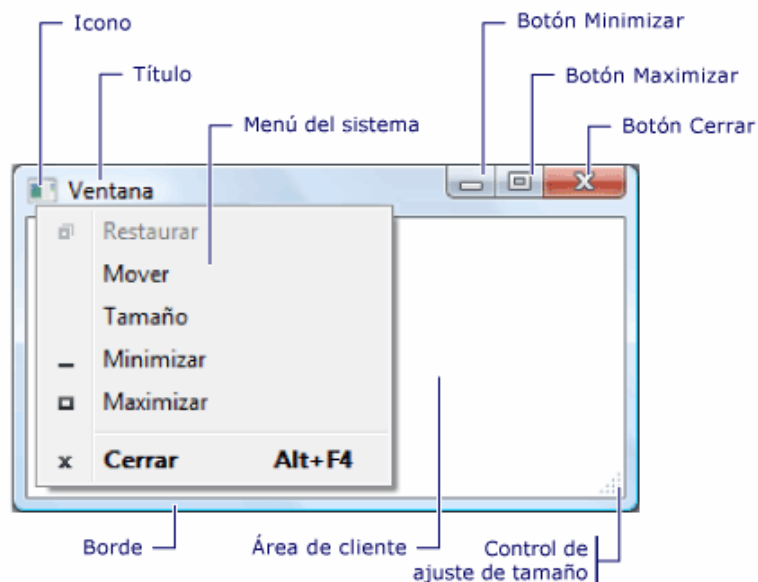 Icono
Botón Minimizar
Título
Botón Maximizar
Menú del sistema
Botón Cerrar
Ventana
Restaurar
Mover
Tamaño
Minimizar
Maximizar
Cerrar Alt+F4
Borde
Área de cliente
Control de
ajuste de tamaño